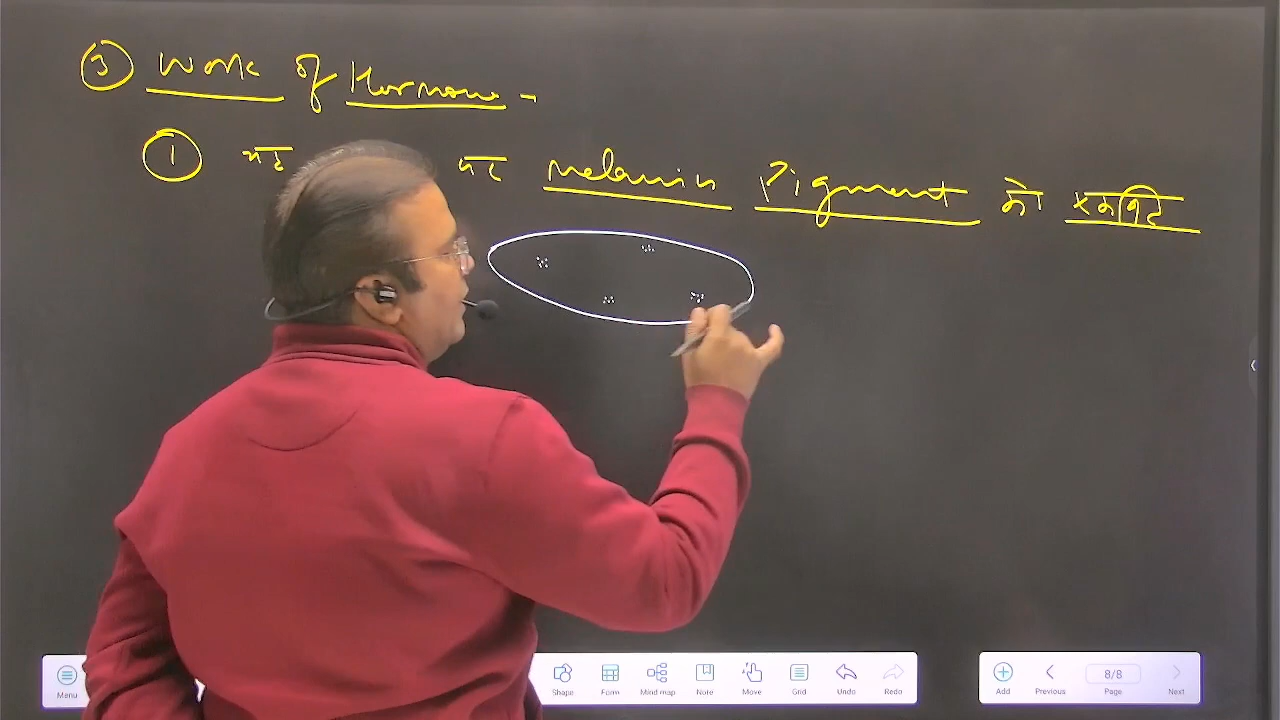 ③ Work of Hormone -
① यह पर melanin Pigment को एकत्रित
Menu Shape Form Mind map Note Move Grid Undo Redo Add Previous 8/8 Page Next